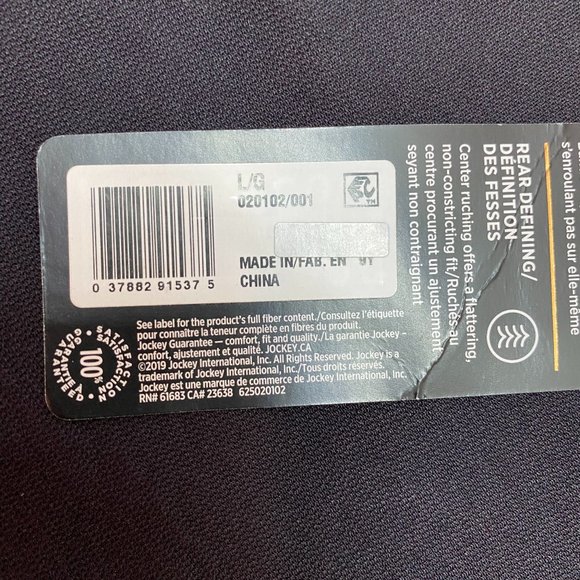 L/G
020102/001
TM
MADE IN/FAB. EN
CHINA
0 37882 91537 5
See label for the product's full fiber content./Consultez l'étiquette
pour connaître la teneur complète en fibres du produit.
Jockey Guarantee — comfort, fit and quality./La garantie Jockey -
confort, ajustement et qualité. JOCKEY.CA
©2019 Jockey International, Inc. All Rights Reserved. Jockey is a
trademark of Jockey International, Inc./Tous droits réservés.
Jockey est une marque de commerce de Jockey International, Inc.
RN# 61683 CA# 23638 625020102
SATISFACTION
100%
GUARANTEED
REAR DEFINING/
DÉFINITION
DES FESSES
Center ruching offers a flattering,
non-constricting fit/Ruchés au
centre procurant un ajustement
seyant non contraignant
s'enroulant pas sur elle-même